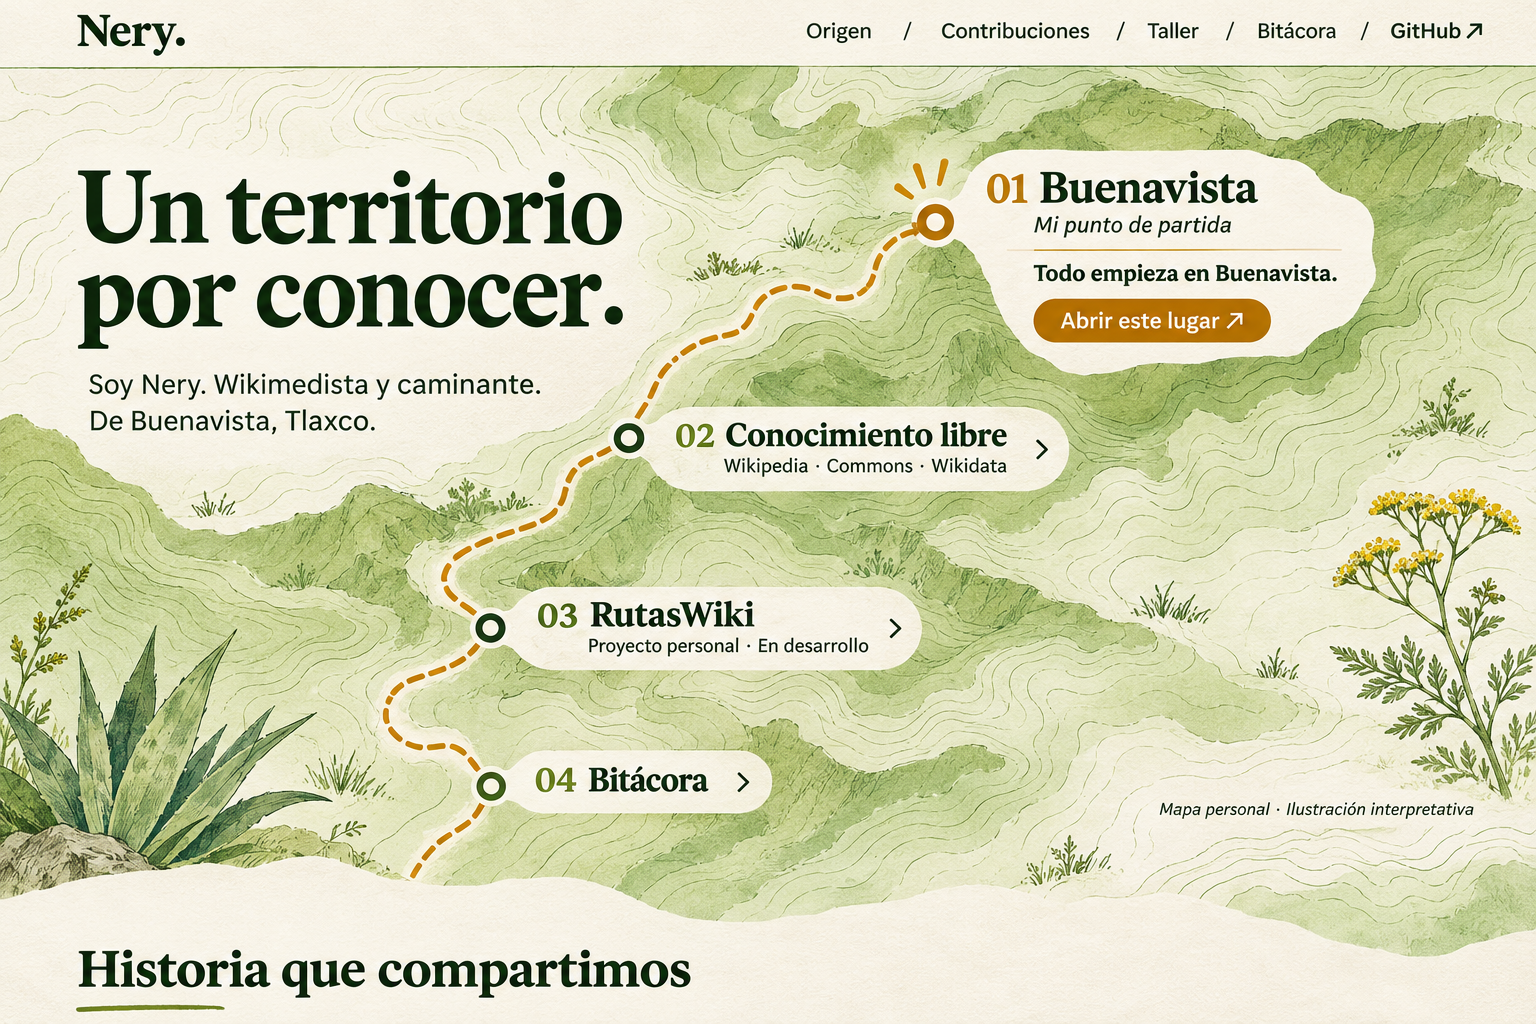 Nery.
Origen / Contribuciones / Taller / Bitácora / GitHub ↗
Un territorio
por conocer.
Soy Nery. Wikimedista y caminante.
De Buenavista, Tlaxco.
01 Buenavista
Mi punto de partida
Todo empieza en Buenavista.
Abrir este lugar ↗
02 Conocimiento libre
Wikipedia · Commons · Wikidata
03 RutasWiki
Proyecto personal · En desarrollo
04 Bitácora
Mapa personal · Ilustración interpretativa
Historia que compartimos